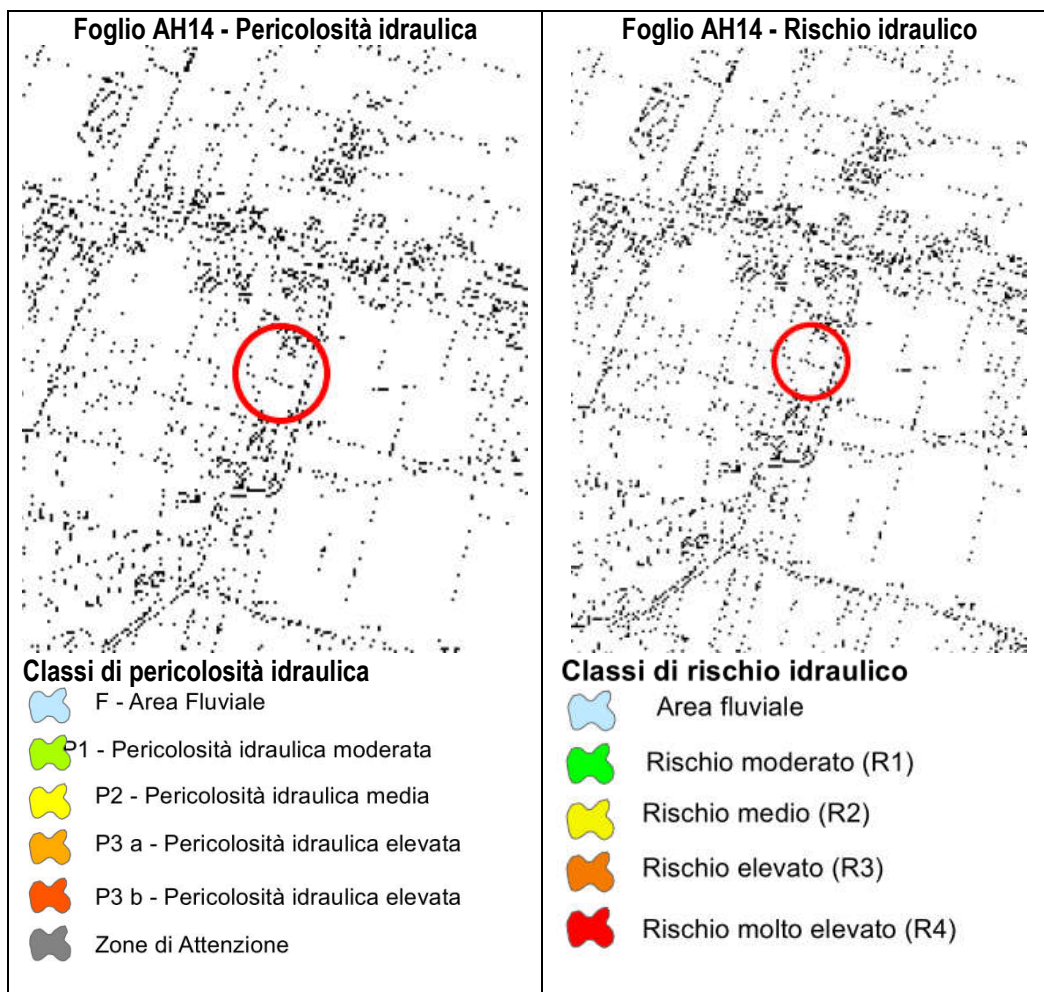 Foglio AH14 - Pericolosità idraulica
Classi di pericolosità idraulica
F - Area Fluviale
P1 - Pericolosità idraulica moderata
P2 - Pericolosità idraulica media
P3 a - Pericolosità idraulica elevata
P3 b - Pericolosità idraulica elevata
Zone di Attenzione
Foglio AH14 - Rischio idraulico
Classi di rischio idraulico
Area fluviale
Rischio moderato (R1)
Rischio medio (R2)
Rischio elevato (R3)
Rischio molto elevato (R4)